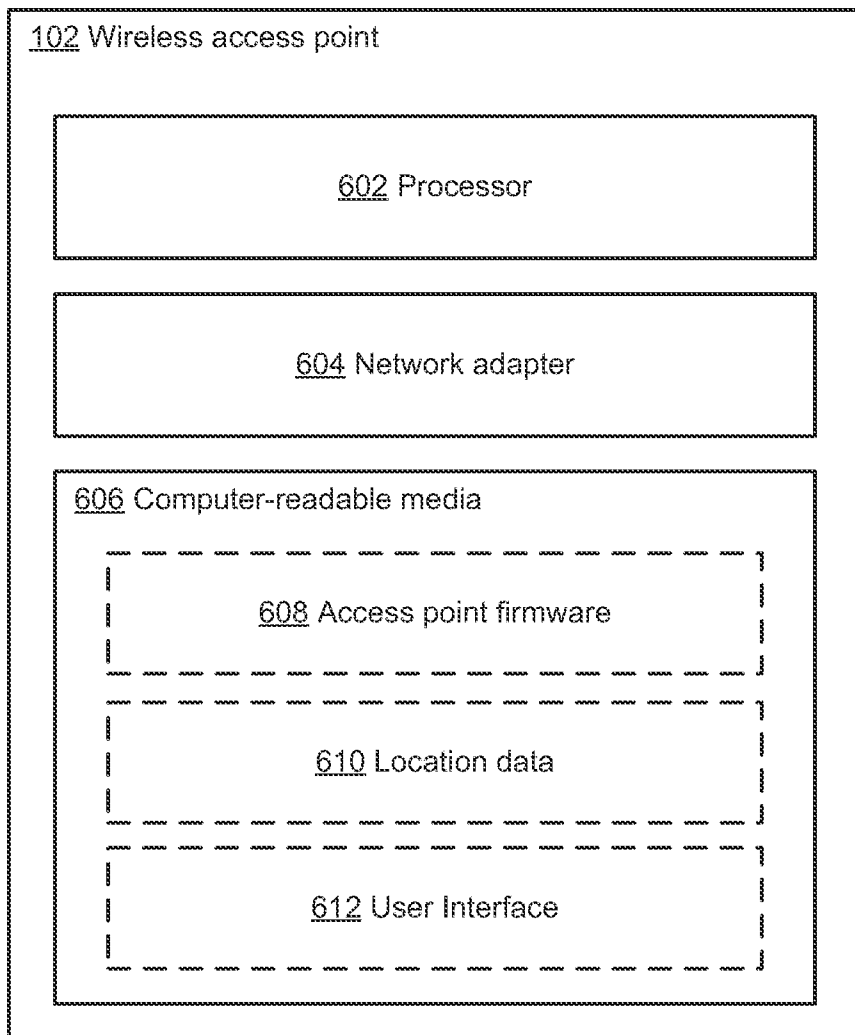 102 Wireless access point
602 Processor
604 Network adapter
606 Computer-readable media
608 Access point firmware
610 Location data
612 User Interface